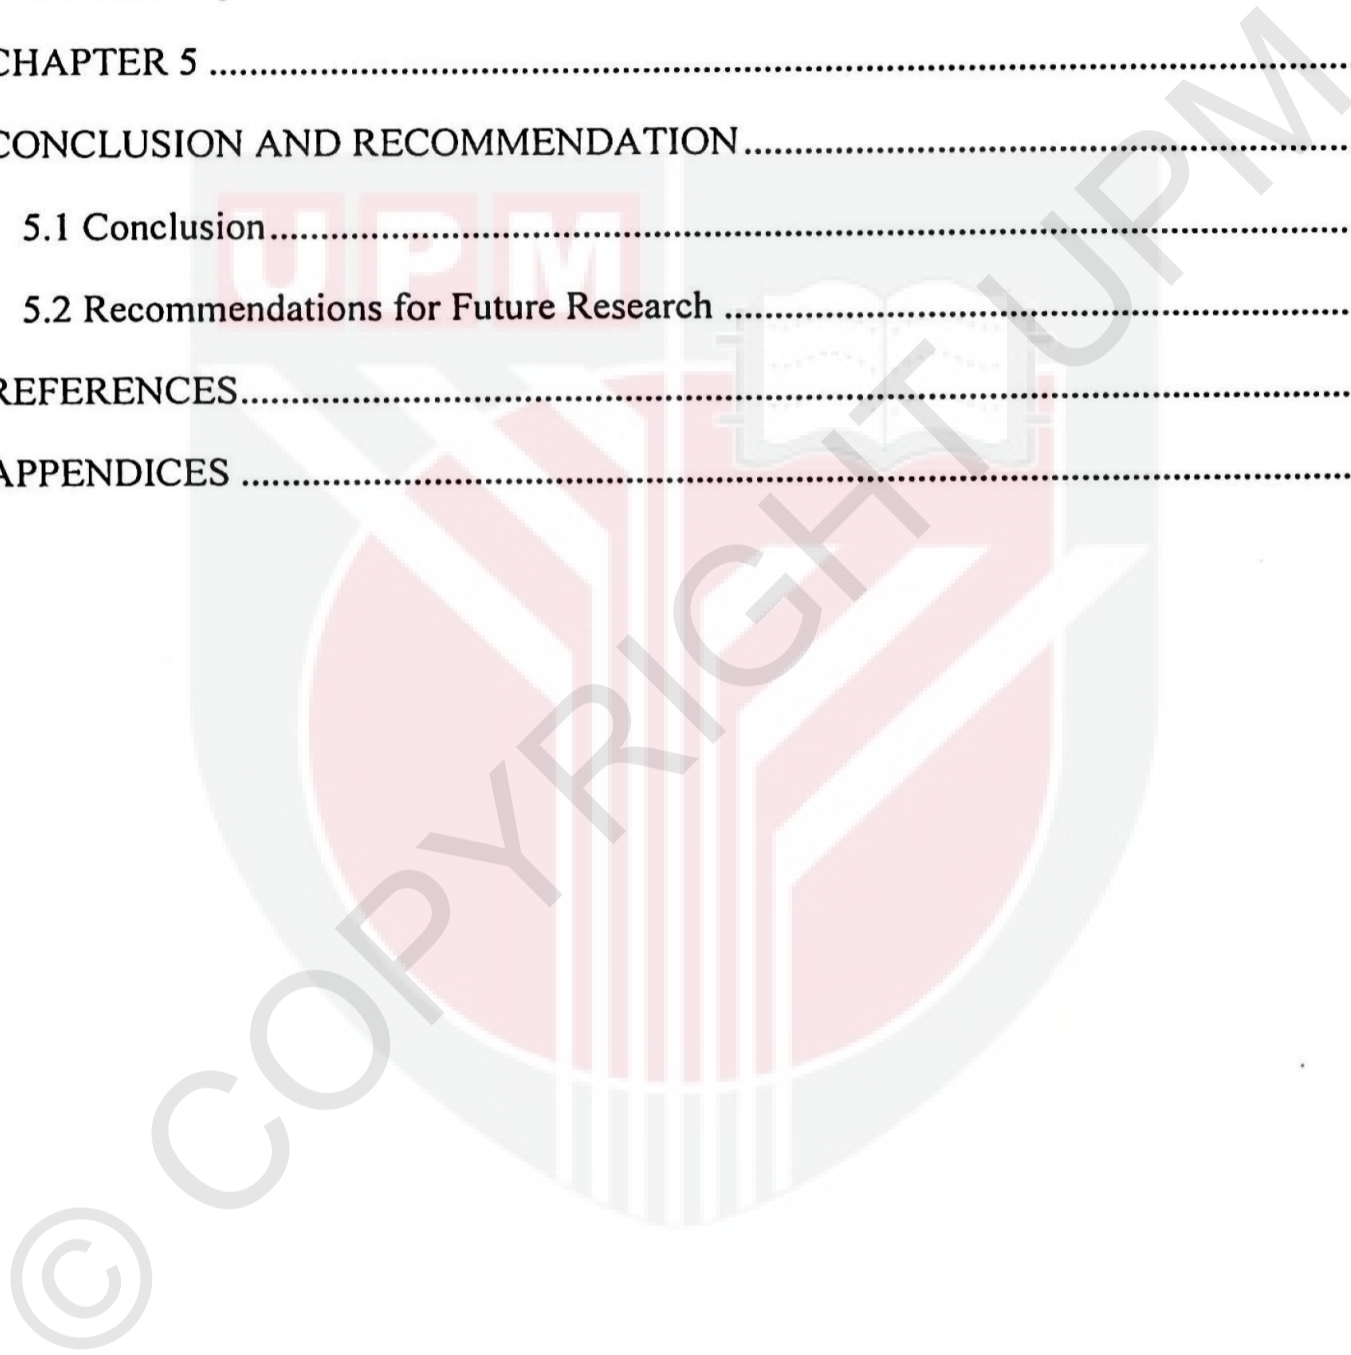 CHAPTER 5 ........................................................................................................
CONCLUSION AND RECOMMENDATION ............................................................
5.1 Conclusion ........................................................................................................
5.2 Recommendations for Future Research ............................................................
REFERENCES ........................................................................................................
APPENDICES ........................................................................................................
UPM
© COPYRIGHT UPM